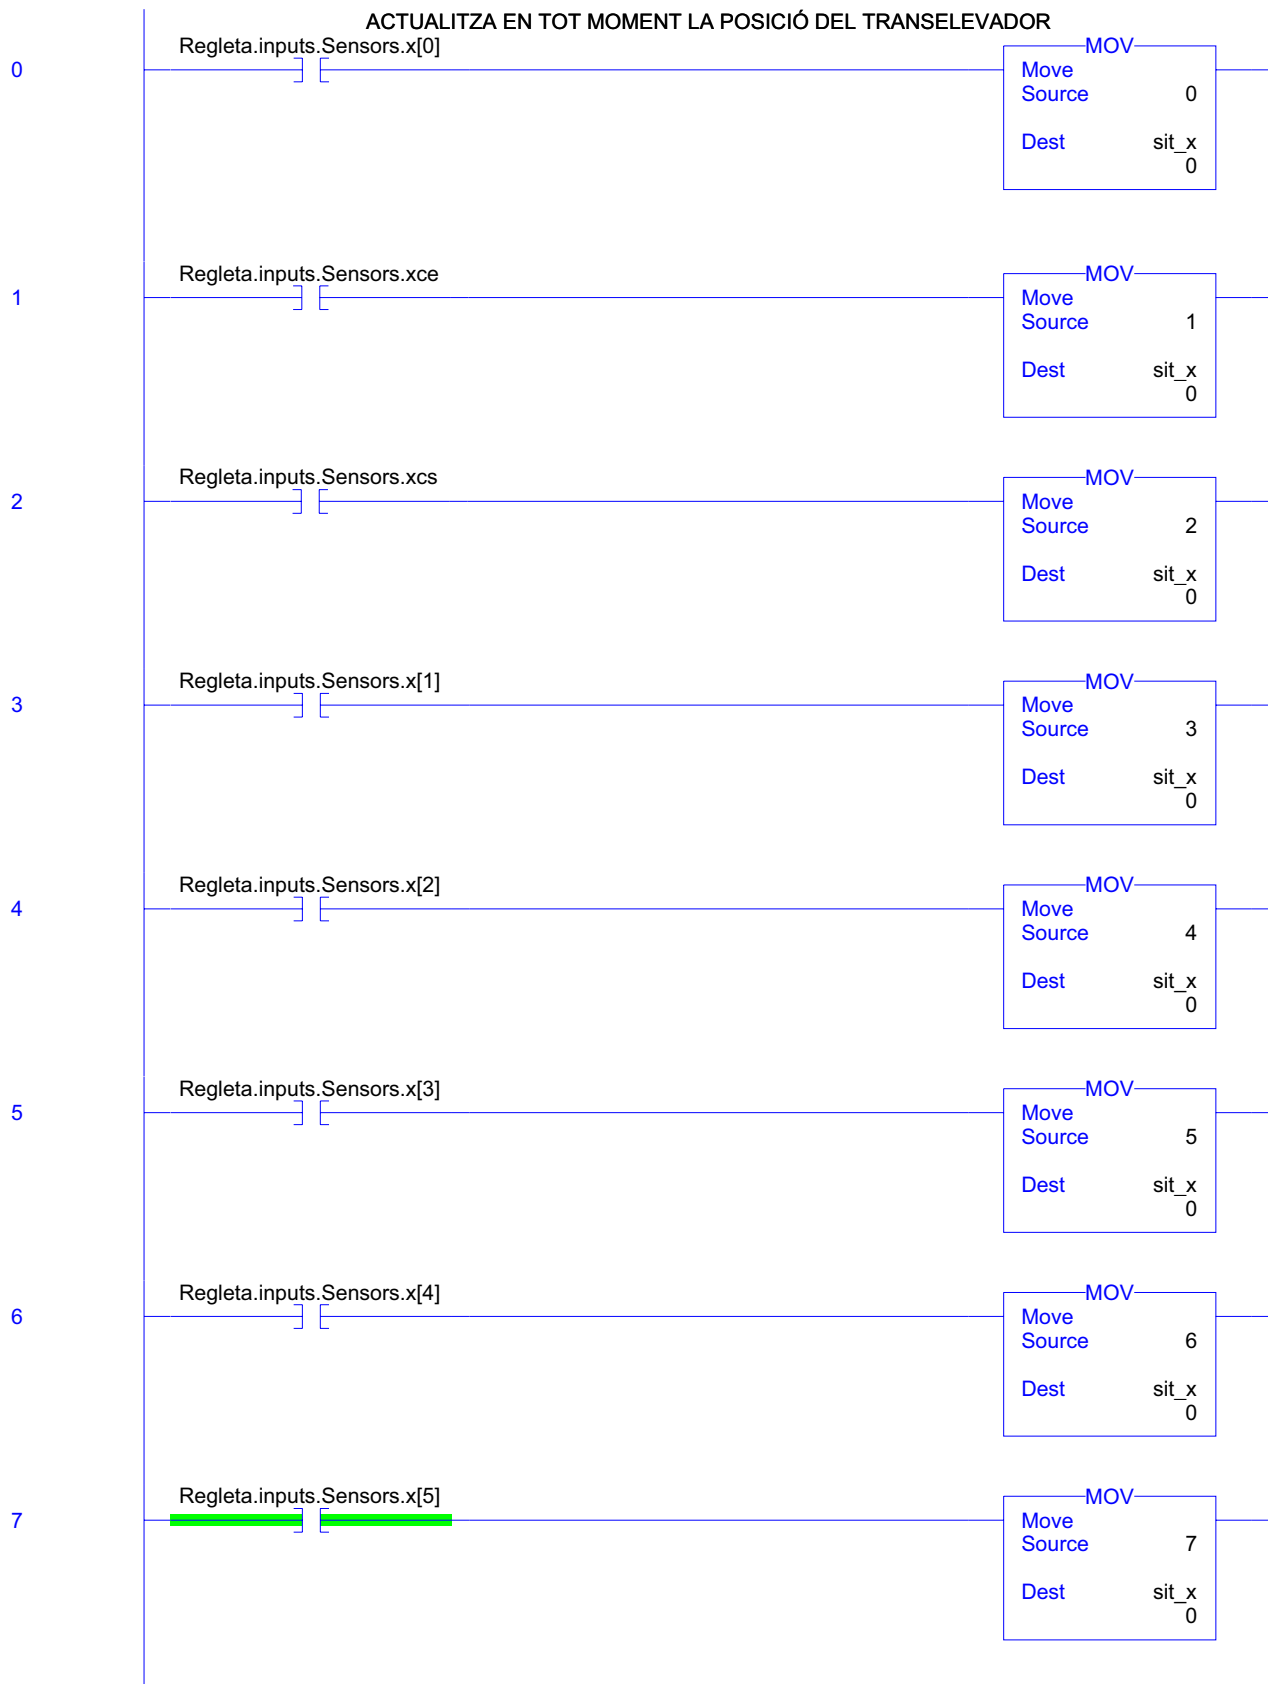 ACTUALITZA EN TOT MOMENT LA POSICIÓ DEL TRANSELEVADOR
Regleta.inputs.Sensors.x[0]
MOV
0
Move
Source 0
Dest sit_x
0
Regleta.inputs.Sensors.xce
MOV
1
Move
Source 1
Dest sit_x
0
Regleta.inputs.Sensors.xcs
MOV
2
Move
Source 2
Dest sit_x
0
Regleta.inputs.Sensors.x[1]
MOV
3
Move
Source 3
Dest sit_x
0
Regleta.inputs.Sensors.x[2]
MOV
4
Move
Source 4
Dest sit_x
0
Regleta.inputs.Sensors.x[3]
MOV
5
Move
Source 5
Dest sit_x
0
Regleta.inputs.Sensors.x[4]
MOV
6
Move
Source 6
Dest sit_x
0
Regleta.inputs.Sensors.x[5]
MOV
7
Move
Source 7
Dest sit_x
0